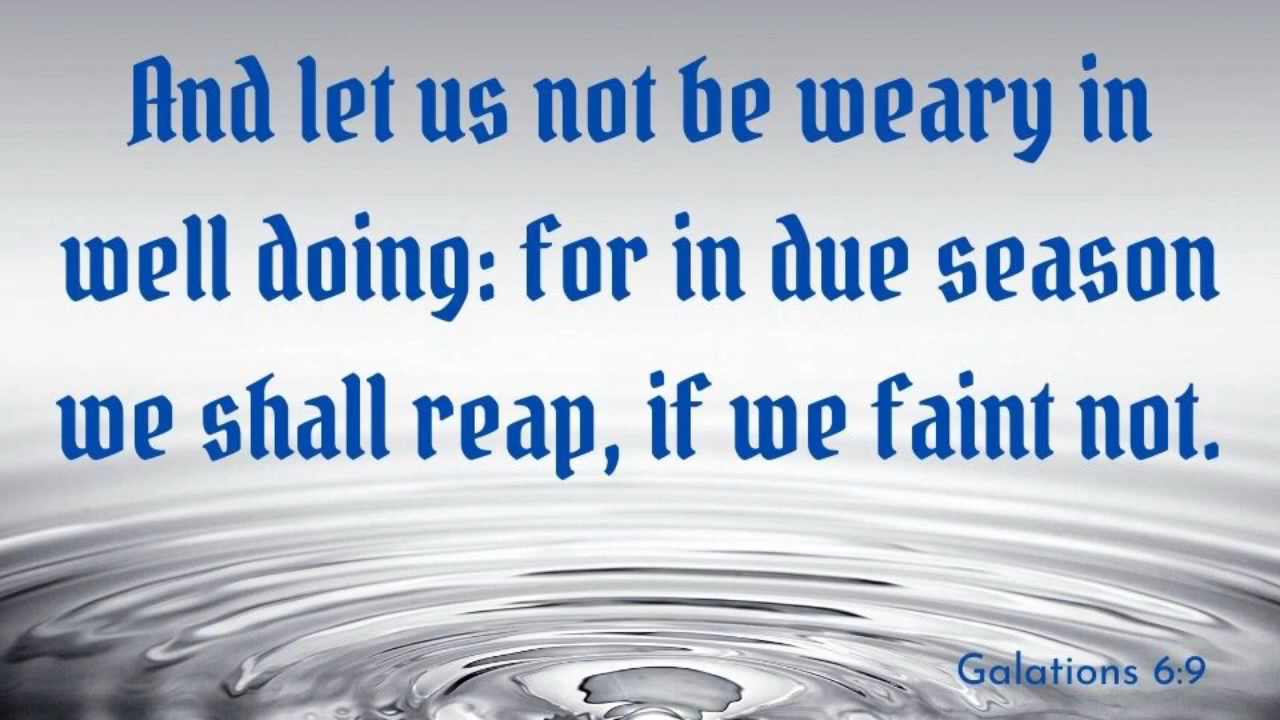 And let us not be weary in
well doing: for in due season
we shall reap, if we faint not.
Galations 6:9